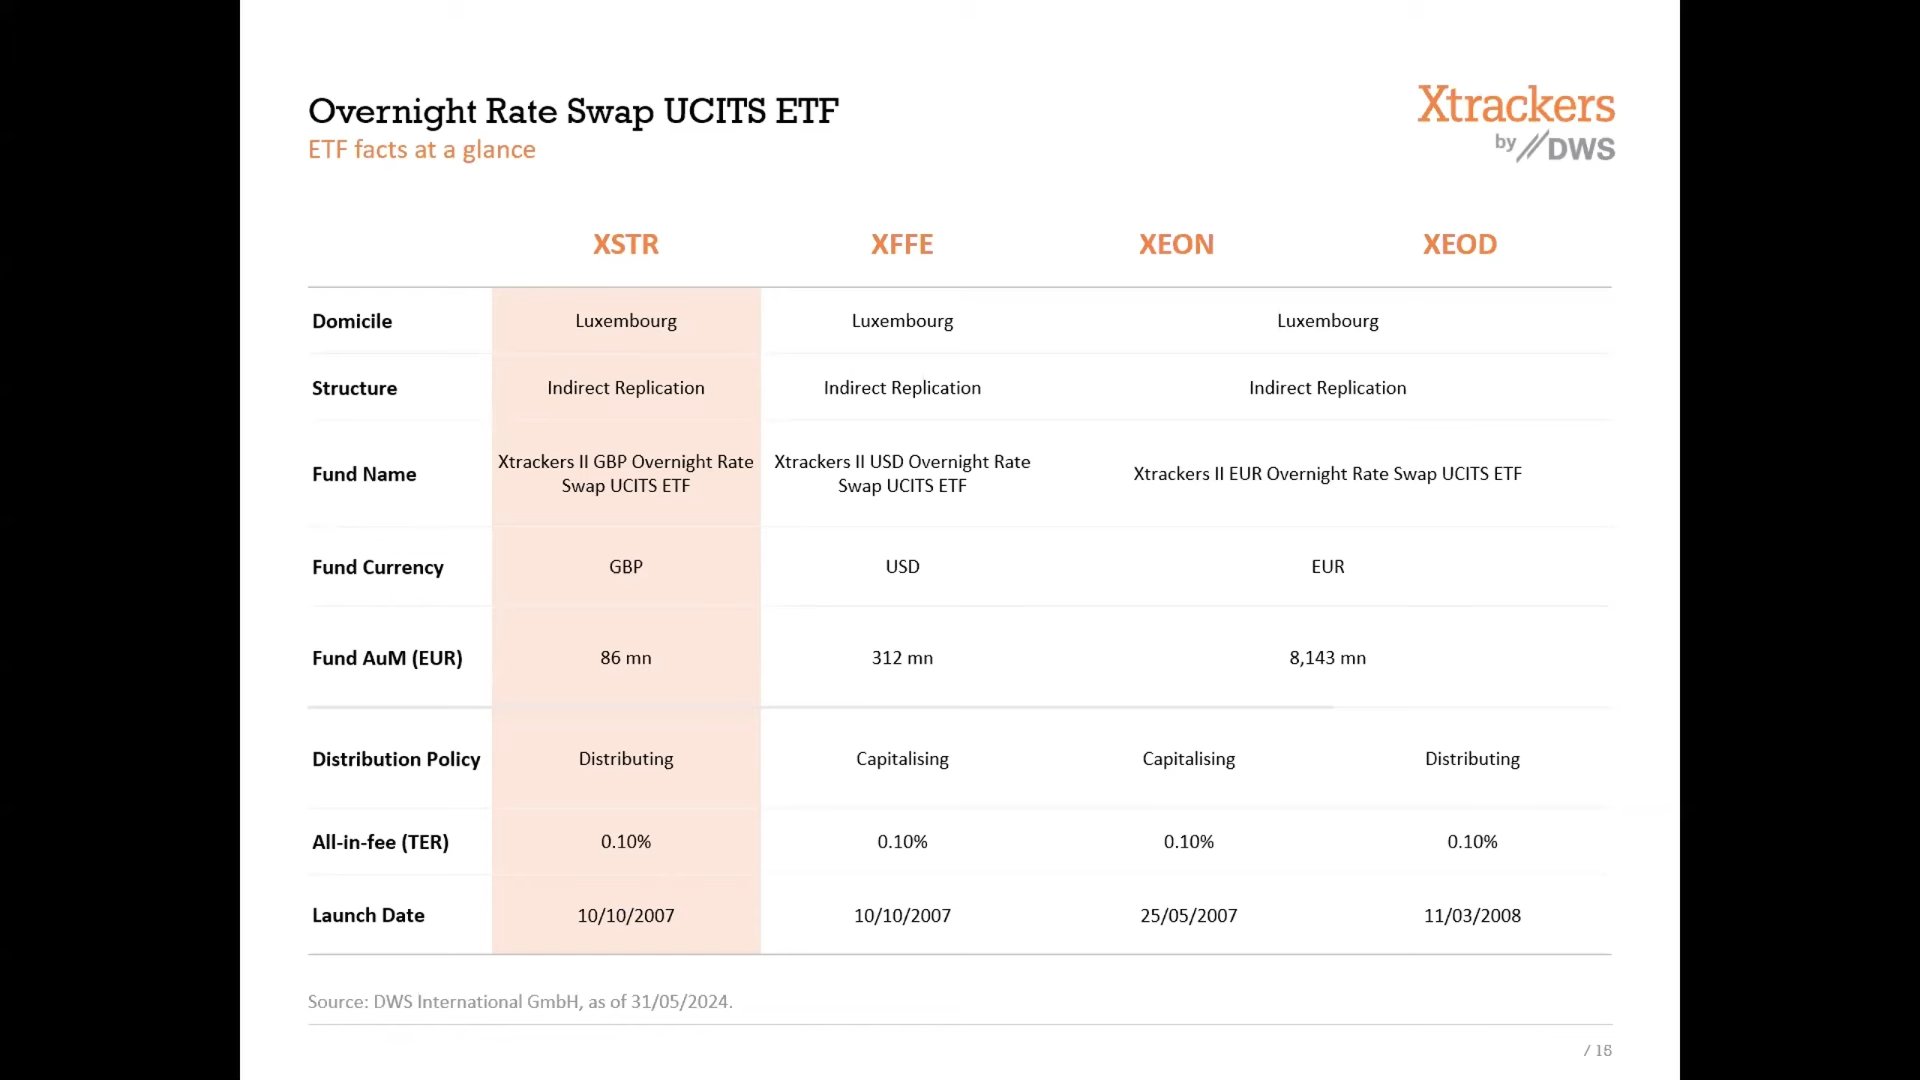 Overnight Rate Swap UCITS ETF
ETF facts at a glance
Xtrackers
by DWS
XSTR XFFE XEON XEOD
Domicile Luxembourg Luxembourg Luxembourg
Structure Indirect Replication Indirect Replication Indirect Replication
Fund Name Xtrackers II GBP Overnight Rate Swap UCITS ETF Xtrackers II USD Overnight Rate Swap UCITS ETF Xtrackers II EUR Overnight Rate Swap UCITS ETF
Fund Currency GBP USD EUR
Fund AuM (EUR) 86 mn 312 mn 8,143 mn
Distribution Policy Distributing Capitalising Capitalising Distributing
All-in-fee (TER) 0.10% 0.10% 0.10% 0.10%
Launch Date 10/10/2007 10/10/2007 25/05/2007 11/03/2008
Source: DWS International GmbH, as of 31/05/2024.
/ 15